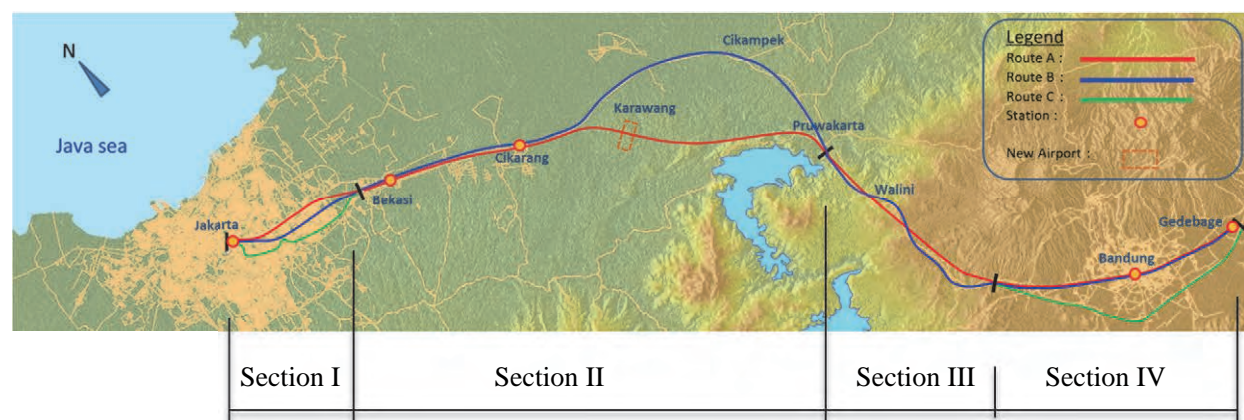 N
Java sea
Jakarta
Bekasi
Cikarang
Karawang
Cikampek
Pruwakarta
Walini
Bandung
Gedebage
Legend
Route A :
Route B :
Route C :
Station :
New Airport :
Section I
Section II
Section III
Section IV